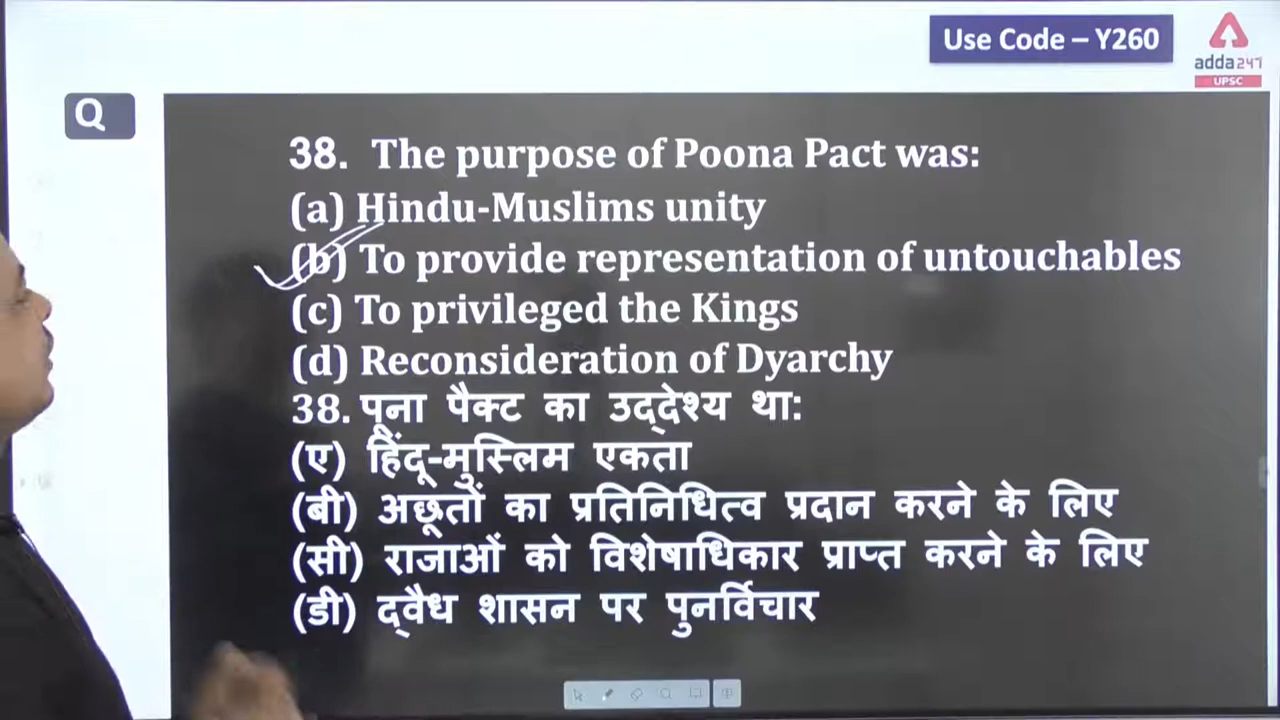 Use Code – Y260
adda247
UPSC
Q
38. The purpose of Poona Pact was:
(a) Hindu-Muslims unity
(b) To provide representation of untouchables
(c) To privileged the Kings
(d) Reconsideration of Dyarchy
38. पूना पैक्ट का उद्देश्य था:
(ए) हिंदू-मुस्लिम एकता
(बी) अछूतों का प्रतिनिधित्व प्रदान करने के लिए
(सी) राजाओं को विशेषाधिकार प्राप्त करने के लिए
(डी) द्वैध शासन पर पुनर्विचार